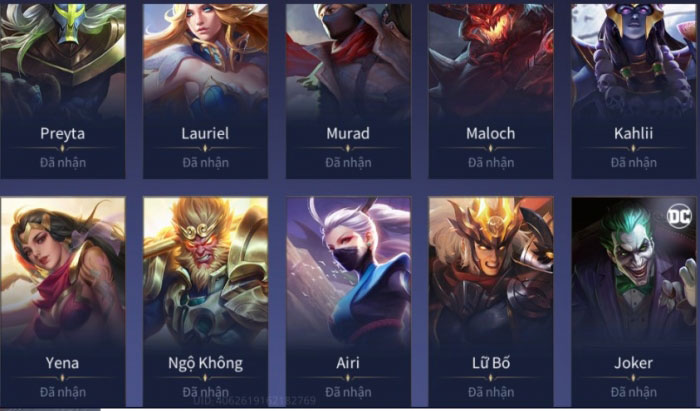 Preyta Lauriel Murad Maloch Kahlii
Đã nhận Đã nhận Đã nhận Đã nhận Đã nhận
DC
Yena Ngộ Không Airi Lữ Bố Joker
Đã nhận Đã nhận Đã nhận Đã nhận Đã nhận
UID: 4062619162182769